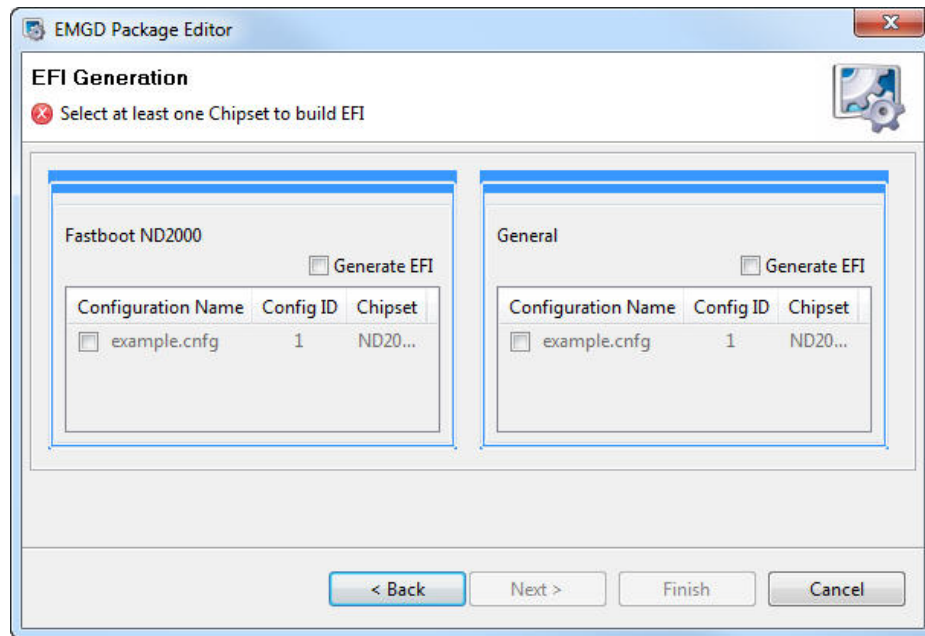 EMGD Package Editor
EFI Generation
Select at least one Chipset to build EFI
Fastboot ND2000
Generate EFI
Configuration Name Config ID Chipset
example.cnfg 1 ND20...
General
Generate EFI
Configuration Name Config ID Chipset
example.cnfg 1 ND20...
< Back Next > Finish Cancel